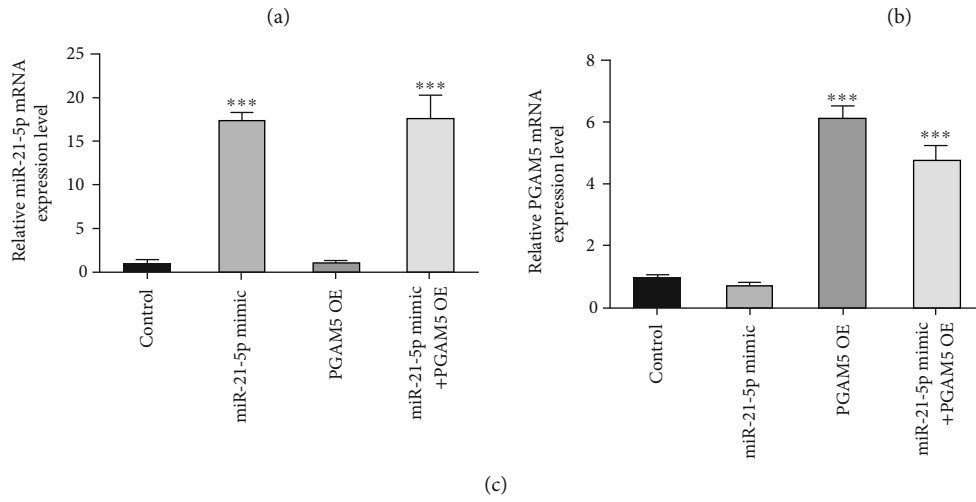 (a)
(b)
Relative miR-21-5p mRNA
expression level
25
20
15
10
5
0
***
***
Control
miR-21-5p mimic
PGAM5 OE
miR-21-5p mimic
+PGAM5 OE
Relative PGAM5 mRNA
expression level
8
6
4
2
0
***
***
Control
miR-21-5p mimic
PGAM5 OE
miR-21-5p mimic
+PGAM5 OE
(c)